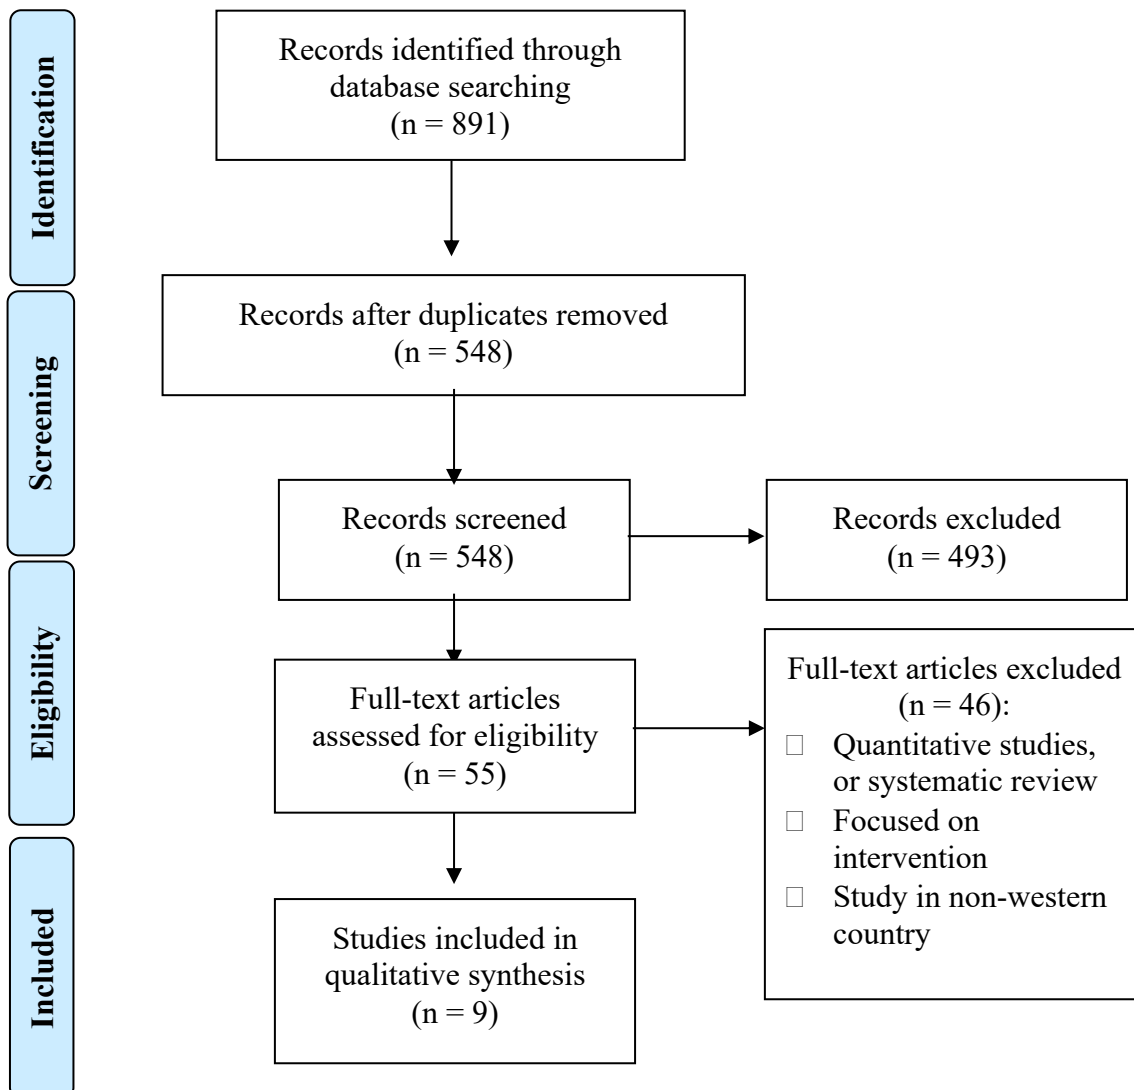 Identification
Records identified through
database searching
(n = 891)
Screening
Records after duplicates removed
(n = 548)
Records screened
(n = 548)
Records excluded
(n = 493)
Eligibility
Full-text articles
assessed for eligibility
(n = 55)
Full-text articles excluded
(n = 46):
Quantitative studies,
or systematic review
Focused on
intervention
Study in non-western
country
Included
Studies included in
qualitative synthesis
(n = 9)